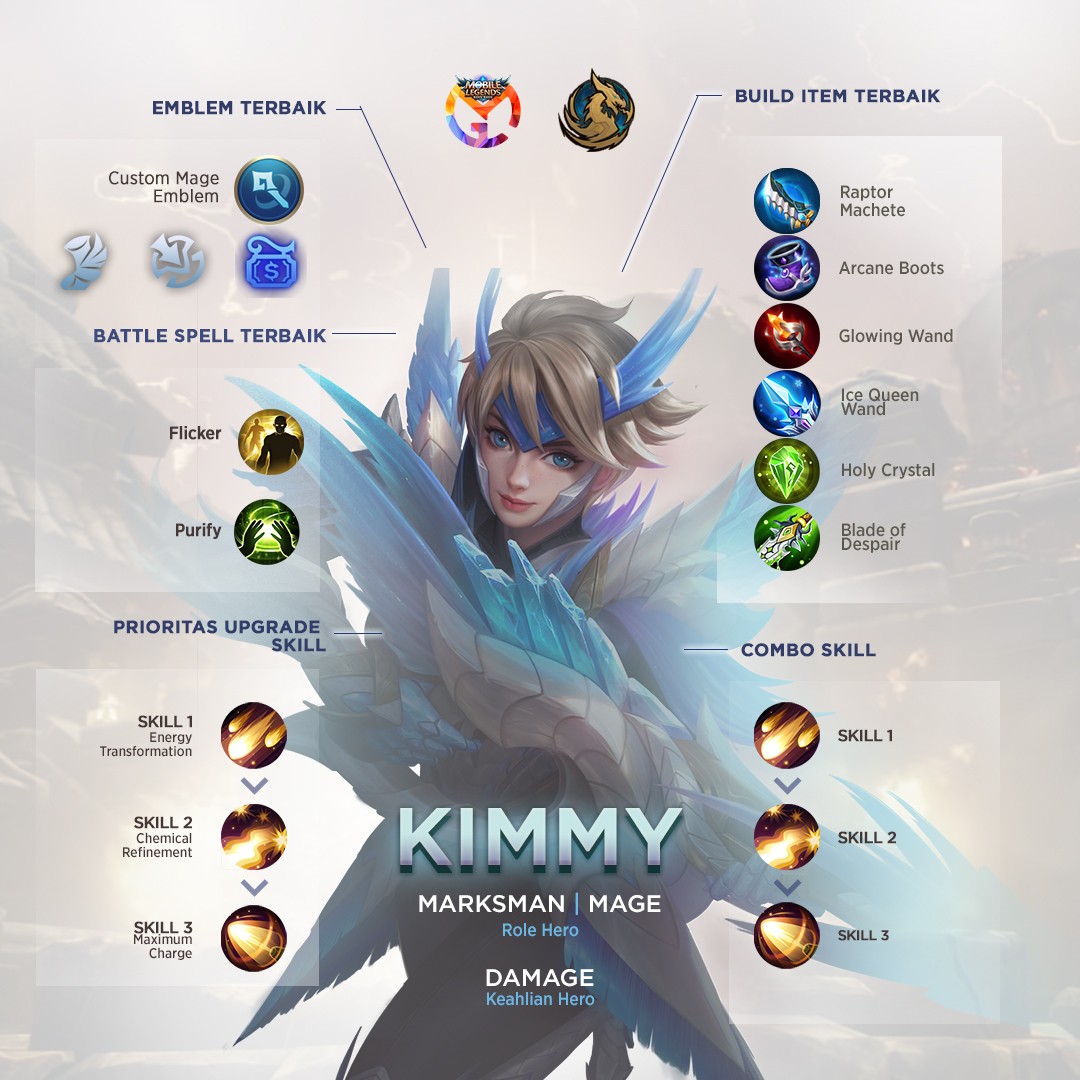 MOBILE
LEGENDS
EMBLEM TERBAIK
Custom Mage
Emblem
$
BATTLE SPELL TERBAIK
Flicker
Purify
PRIORITAS UPGRADE
SKILL
SKILL 1
Energy
Transformation
SKILL 2
Chemical
Refinement
SKILL 3
Maximum
Charge
BUILD ITEM TERBAIK
Raptor
Machete
Arcane Boots
Glowing Wand
Ice Queen
Wand
Holy Crystal
Blade of
Despair
COMBO SKILL
SKILL 1
SKILL 2
SKILL 3
KIMMY
MARKSMAN | MAGE
Role Hero
DAMAGE
Keahlian Hero